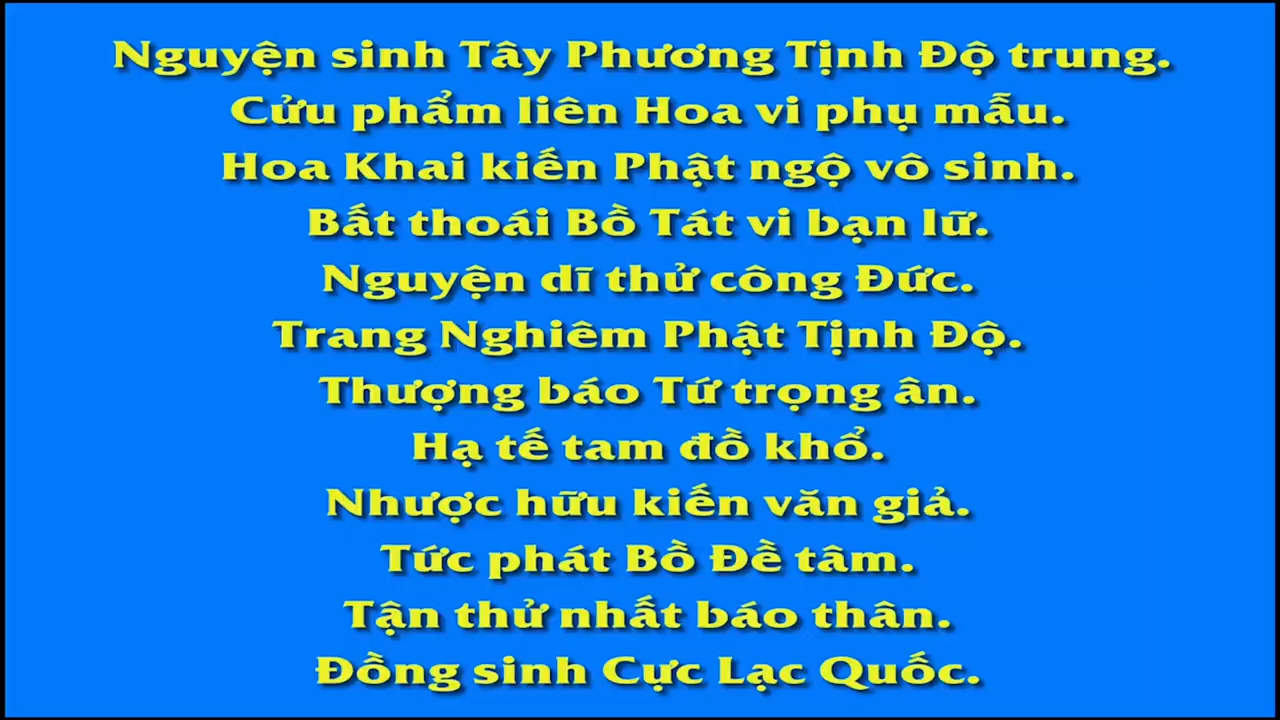 Nguyện sinh Tây Phương Tịnh Độ trung.
Cửu phẩm liên Hoa vi phụ mẫu.
Hoa Khai kiến Phật ngộ vô sinh.
Bất thoái Bồ Tát vi bạn lữ.
Nguyện dĩ thử công Đức.
Trang Nghiêm Phật Tịnh Độ.
Thượng báo Tứ trọng ân.
Hạ tế tam đồ khổ.
Nhược hữu kiến văn giả.
Tức phát Bồ Đề tâm.
Tận thử nhất báo thân.
Đồng sinh Cực Lạc Quốc.